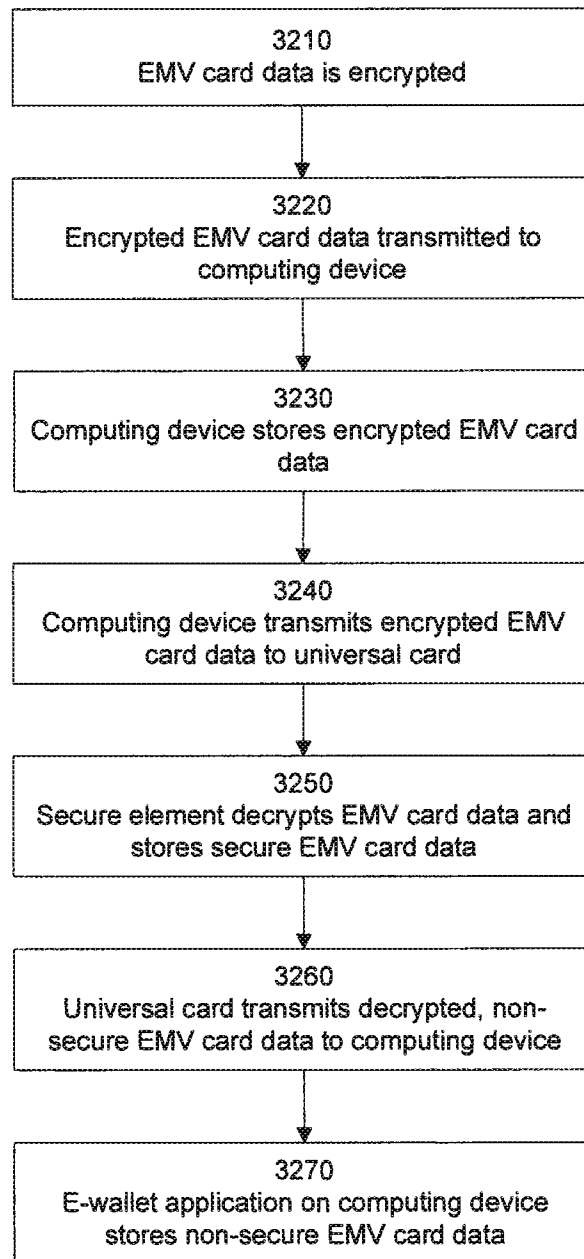 3210
EMV card data is encrypted
3220
Encrypted EMV card data transmitted to
computing device
3230
Computing device stores encrypted EMV card
data
3240
Computing device transmits encrypted EMV
card data to universal card
3250
Secure element decrypts EMV card data and
stores secure EMV card data
3260
Universal card transmits decrypted, non-
secure EMV card data to computing device
3270
E-wallet application on computing device
stores non-secure EMV card data